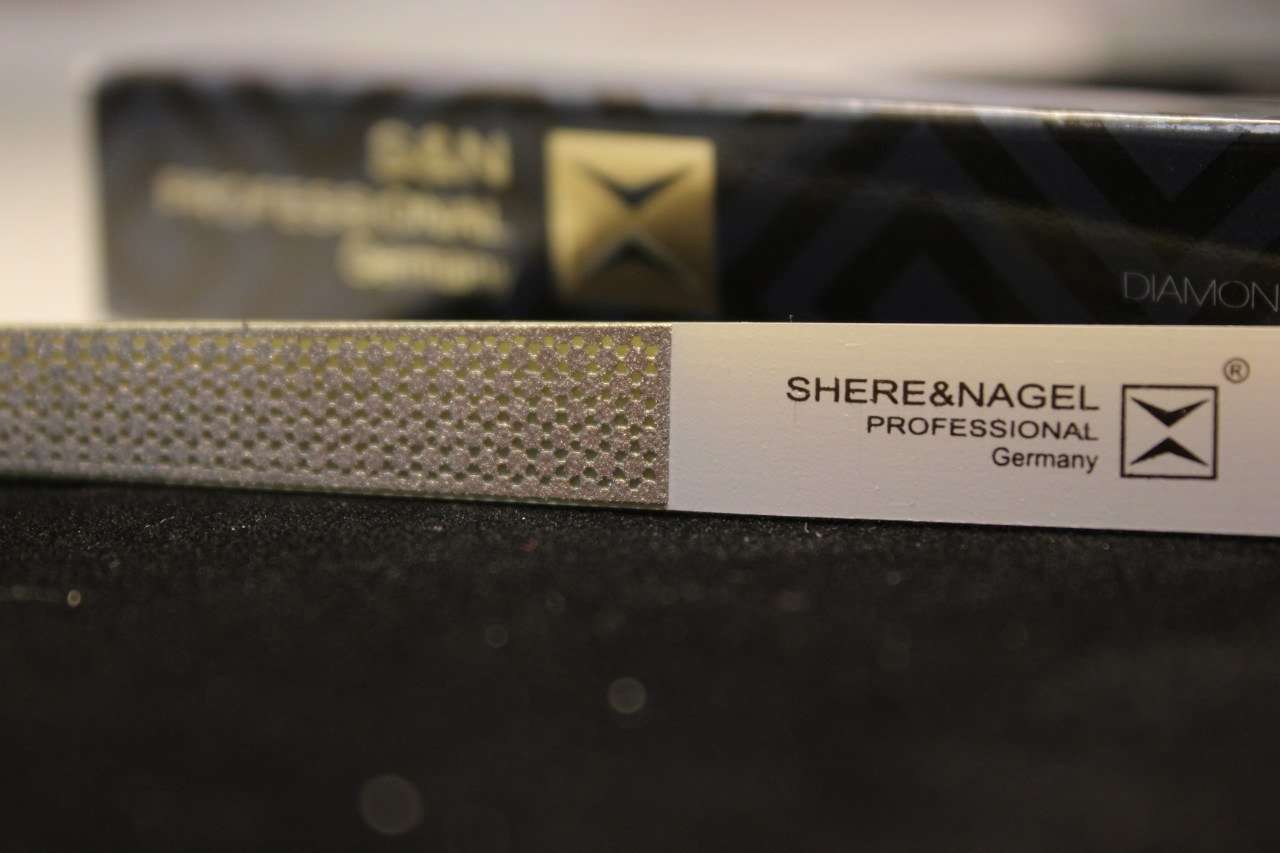 S&N
PROFESSIONAL
Germany
DIAMON
SHERE&NAGEL
PROFESSIONAL
Germany
®